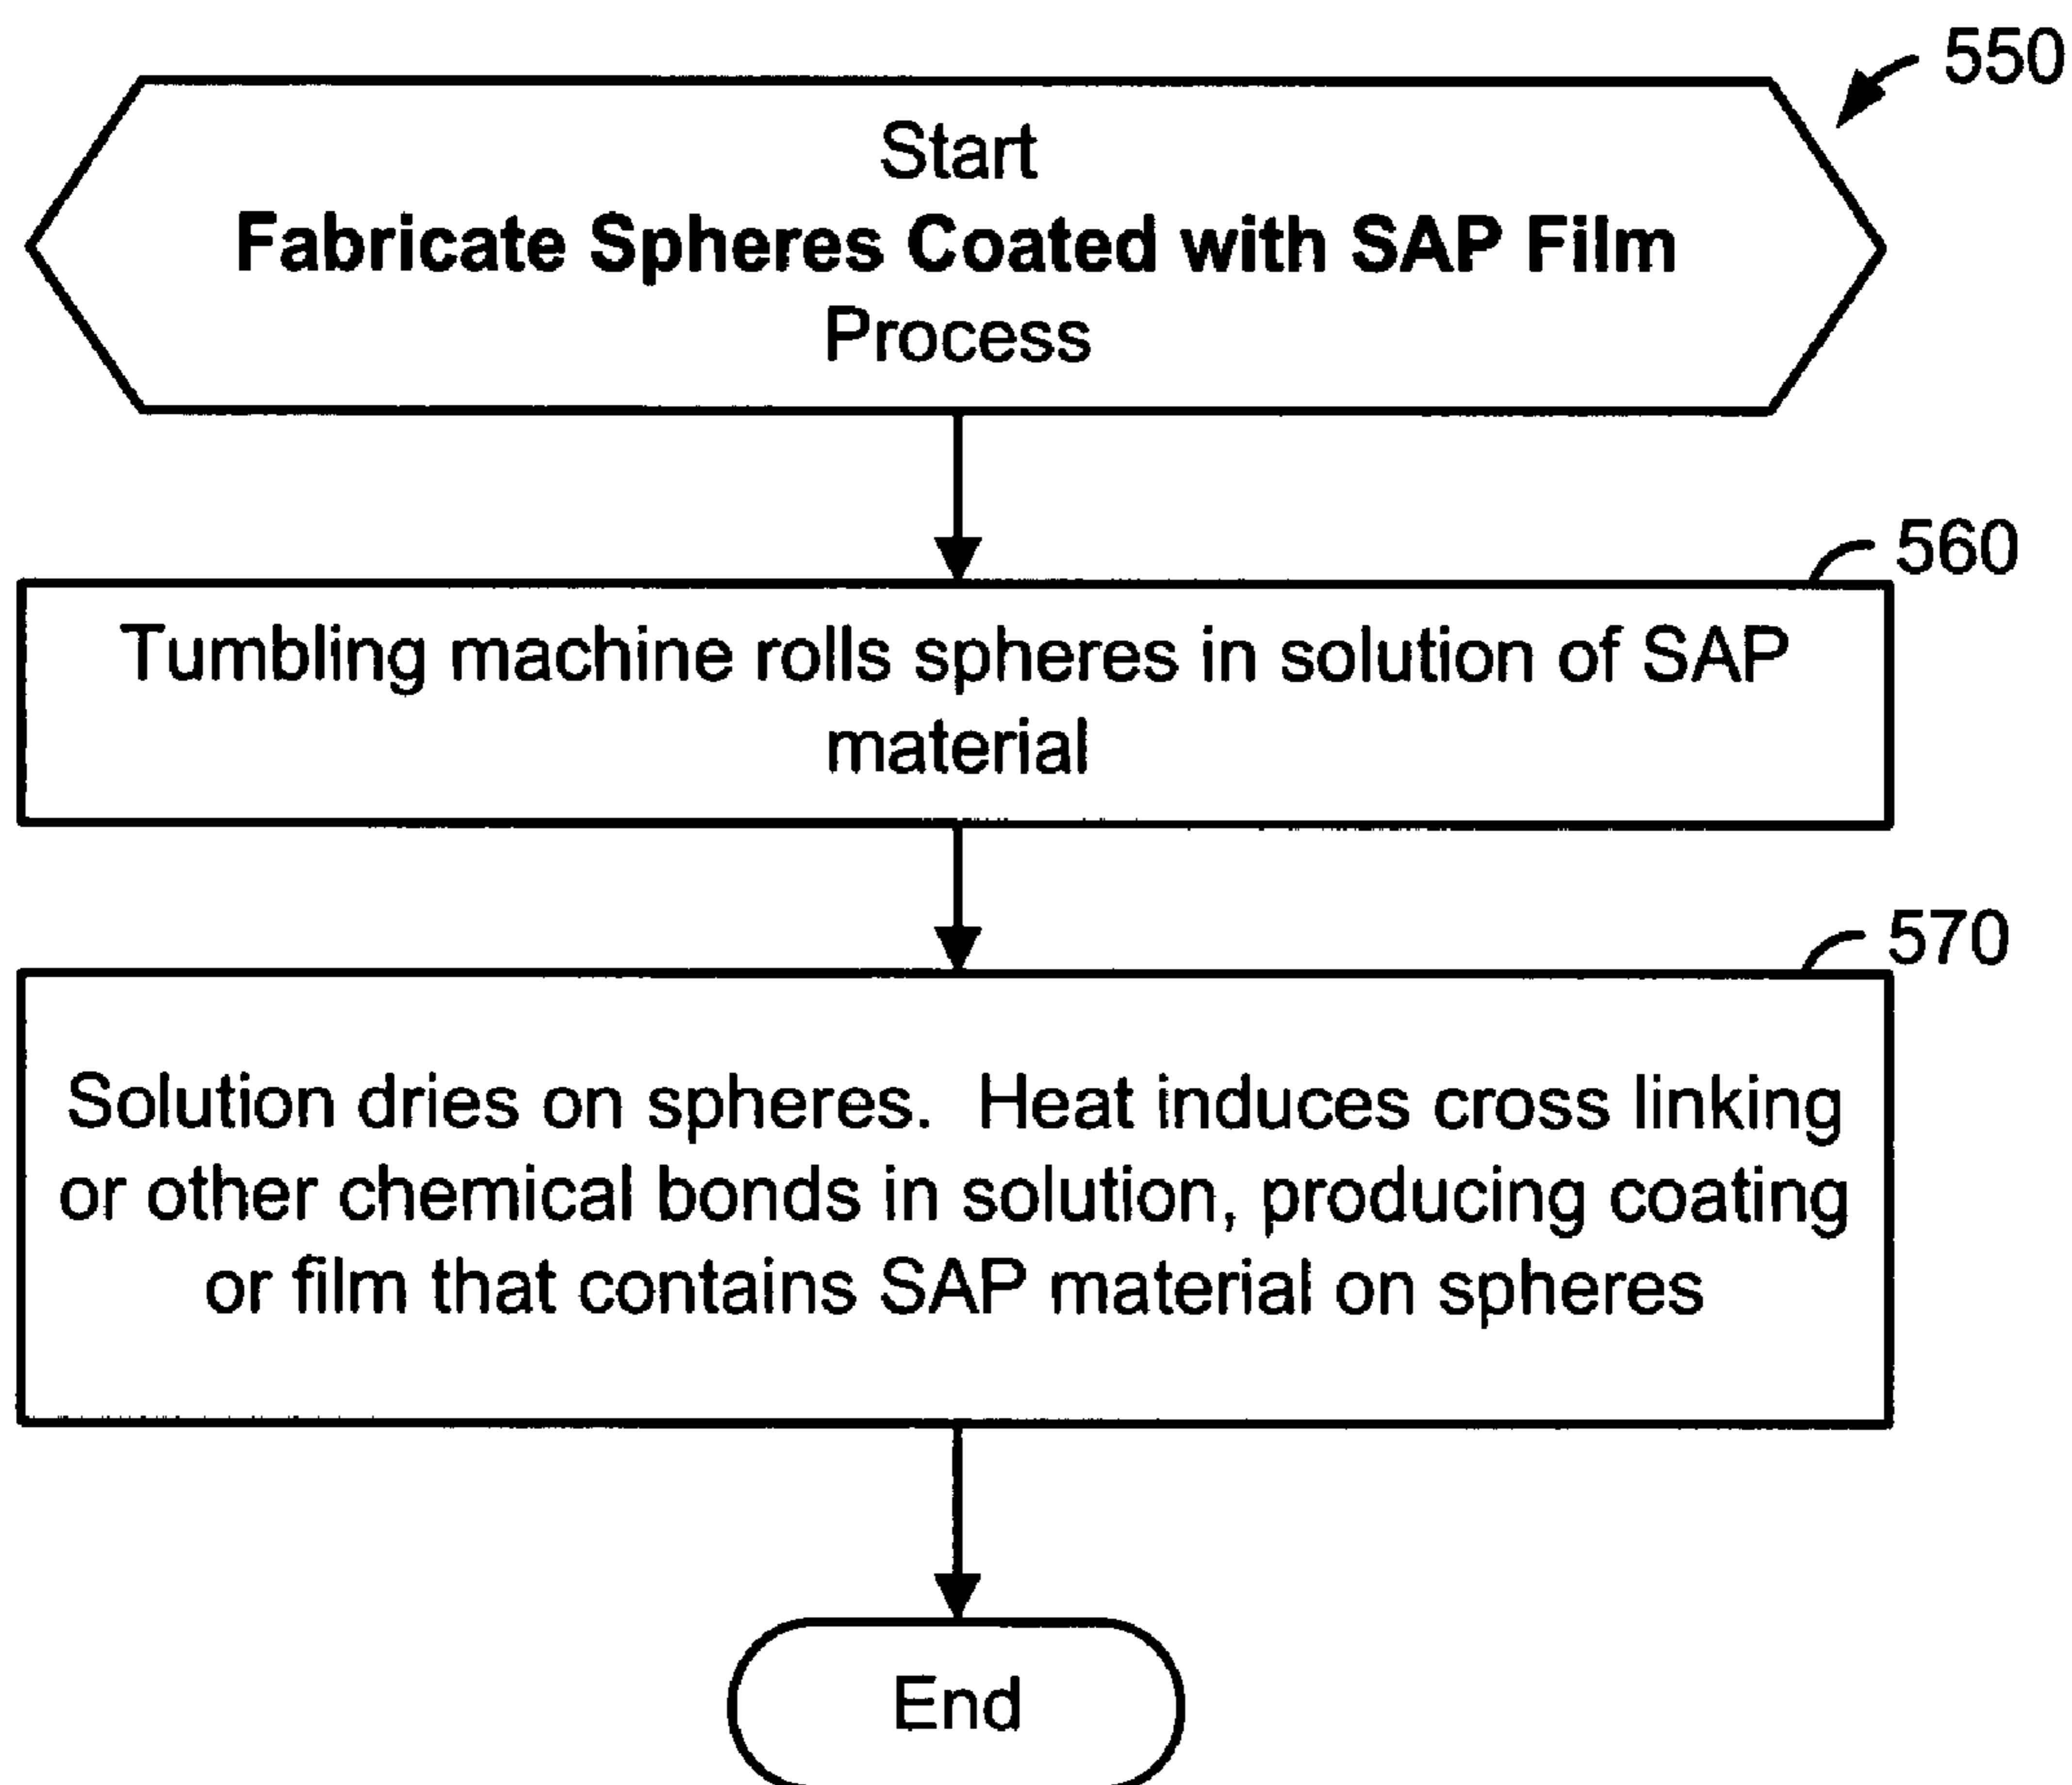 550
Start
Fabricate Spheres Coated with SAP Film
Process
560
Tumbling machine rolls spheres in solution of SAP
material
570
Solution dries on spheres.  Heat induces cross linking
or other chemical bonds in solution, producing coating
or film that contains SAP material on spheres
End